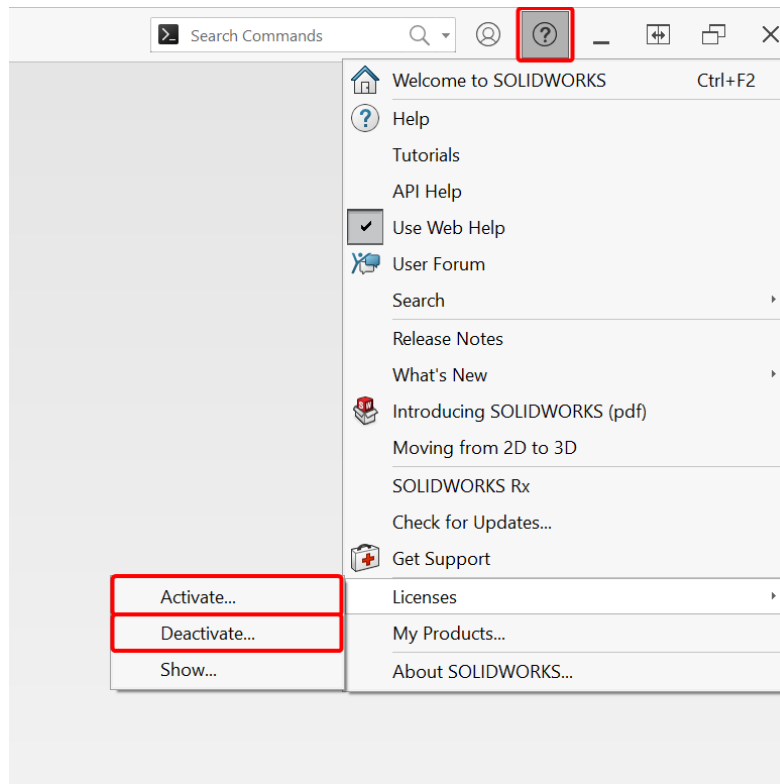 Search Commands
Welcome to SOLIDWORKS Ctrl+F2
Help
Tutorials
API Help
Use Web Help
User Forum
Search
Release Notes
What's New
Introducing SOLIDWORKS (pdf)
Moving from 2D to 3D
SOLIDWORKS Rx
Check for Updates...
Get Support
Licenses
Activate...
Deactivate...
Show...
My Products...
About SOLIDWORKS...